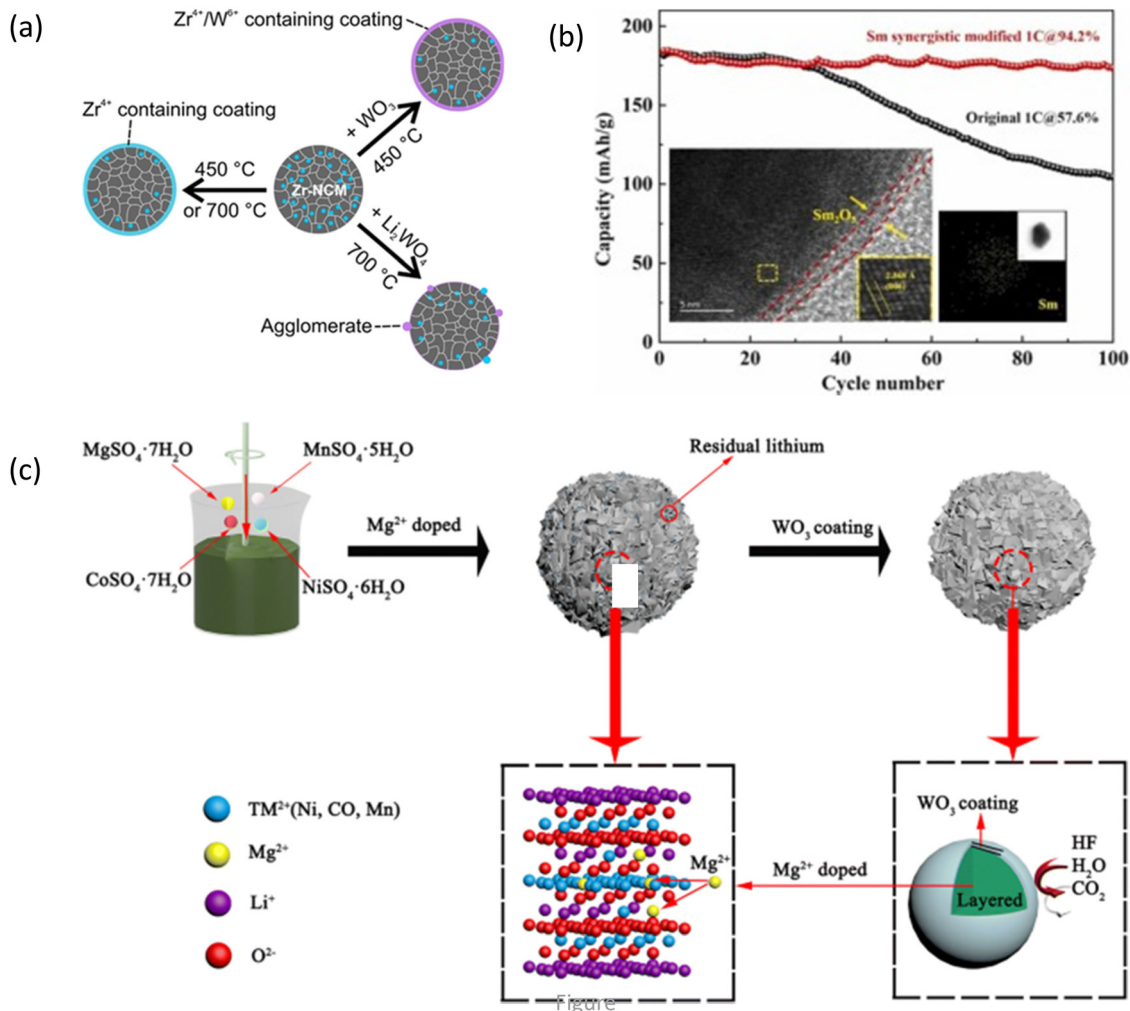 (a)
Zr⁴⁺/W⁶⁺ containing coating
Zr⁴⁺ containing coating
+ WO₃
450 °C
450 °C
or 700 °C
Zr-NCM
+ Li₂WO₄
700 °C
Agglomerate
(b)
Capacity (mAh/g)
200
150
100
50
0
Sm synergistic modified 1C@94.2%
Original 1C@57.6%
Sm₂O₃
5 nm
Sm
0
20
40
60
80
100
Cycle number
(c)
MgSO₄·7H₂O
MnSO₄·5H₂O
CoSO₄·7H₂O
NiSO₄·6H₂O
Mg²⁺ doped
Residual lithium
WO₃ coating
TM²⁺(Ni, CO, Mn)
Mg²⁺
Li⁺
O²⁻
Mg²⁺
Mg²⁺ doped
WO₃ coating
Layered
HF
H₂O
CO₂
Figure